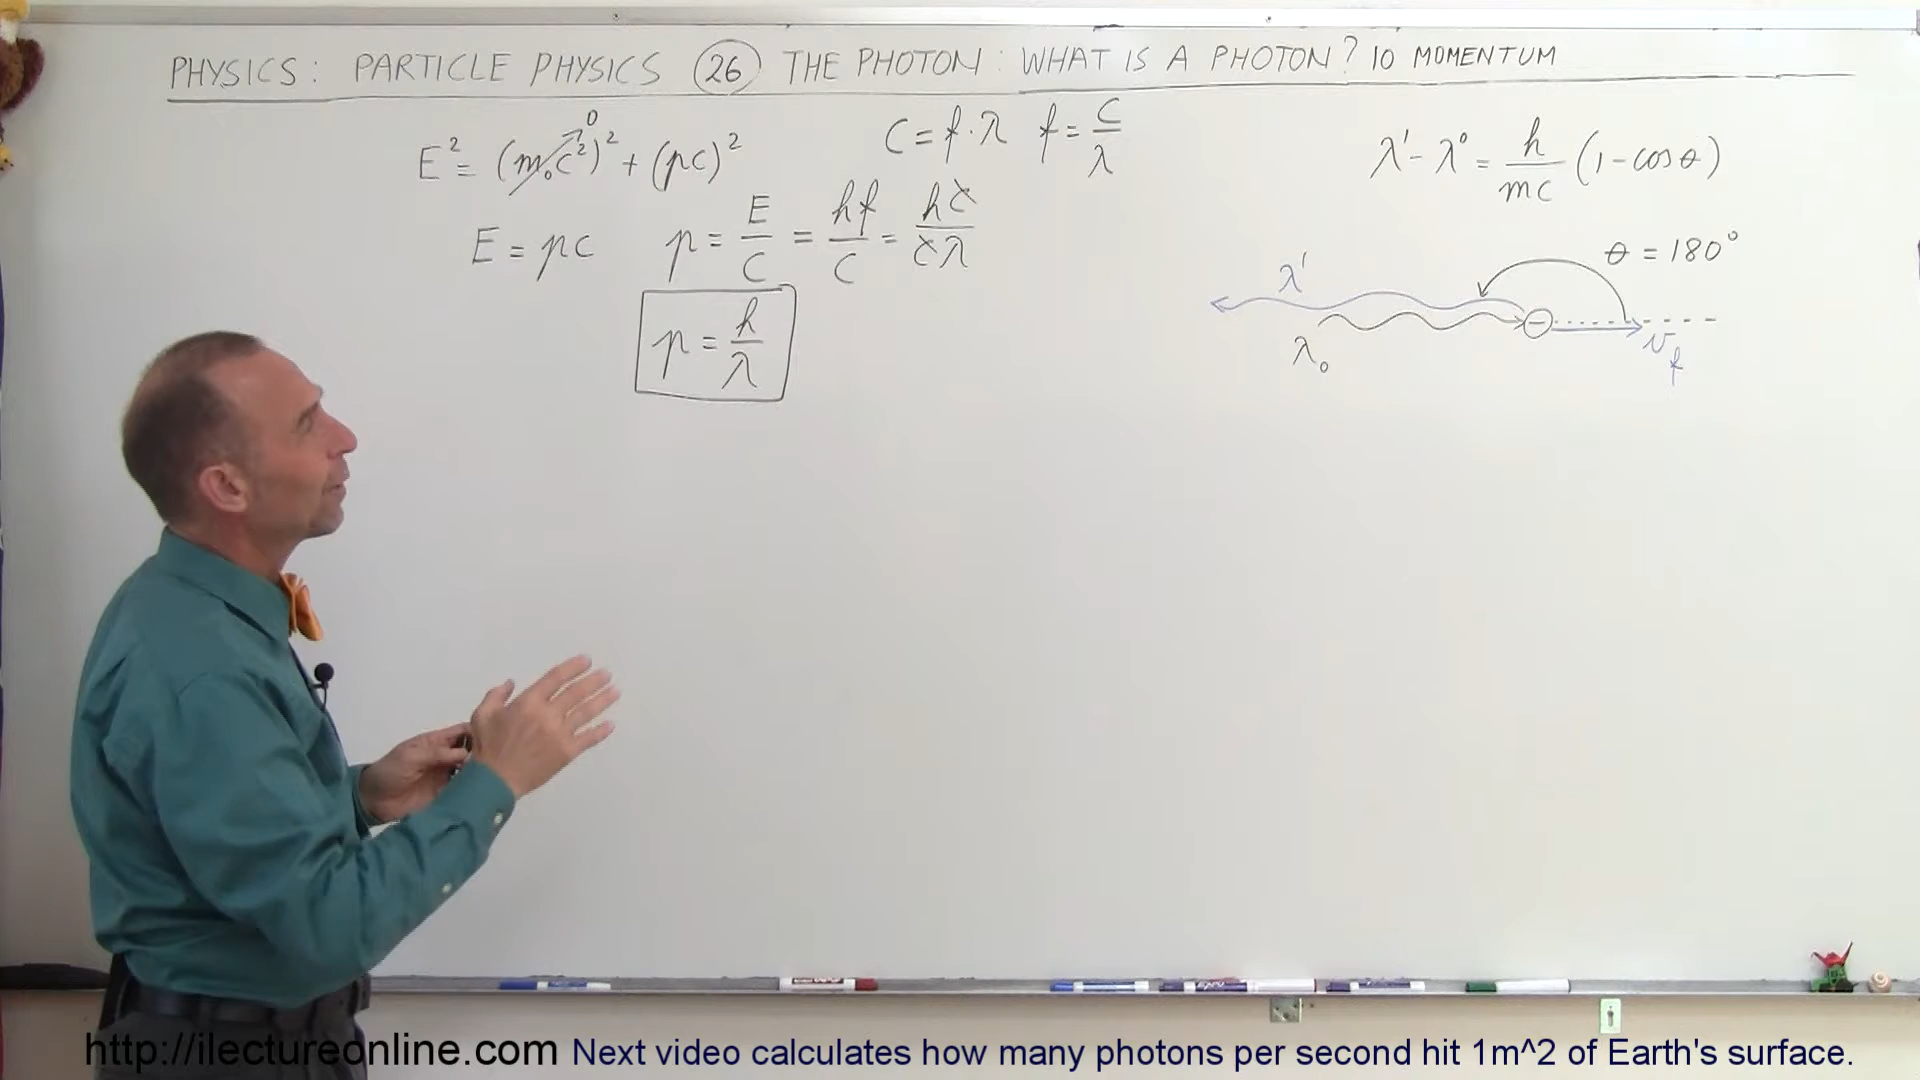 PHYSICS: PARTICLE PHYSICS 26 THE PHOTON: WHAT IS A PHOTON? 10 MOMENTUM
E² = (m₀c²)² + (pc)²
0
C = f·λ f = C/λ
E = pc p = E/C = hf/C = hc/cλ
p = h/λ
λ' - λ⁰ = h/mc (1 - cos θ)
θ = 180°
λ'
λ₀
−
v_f
http://ilectureonline.com Next video calculates how many photons per second hit 1m^2 of Earth's surface.